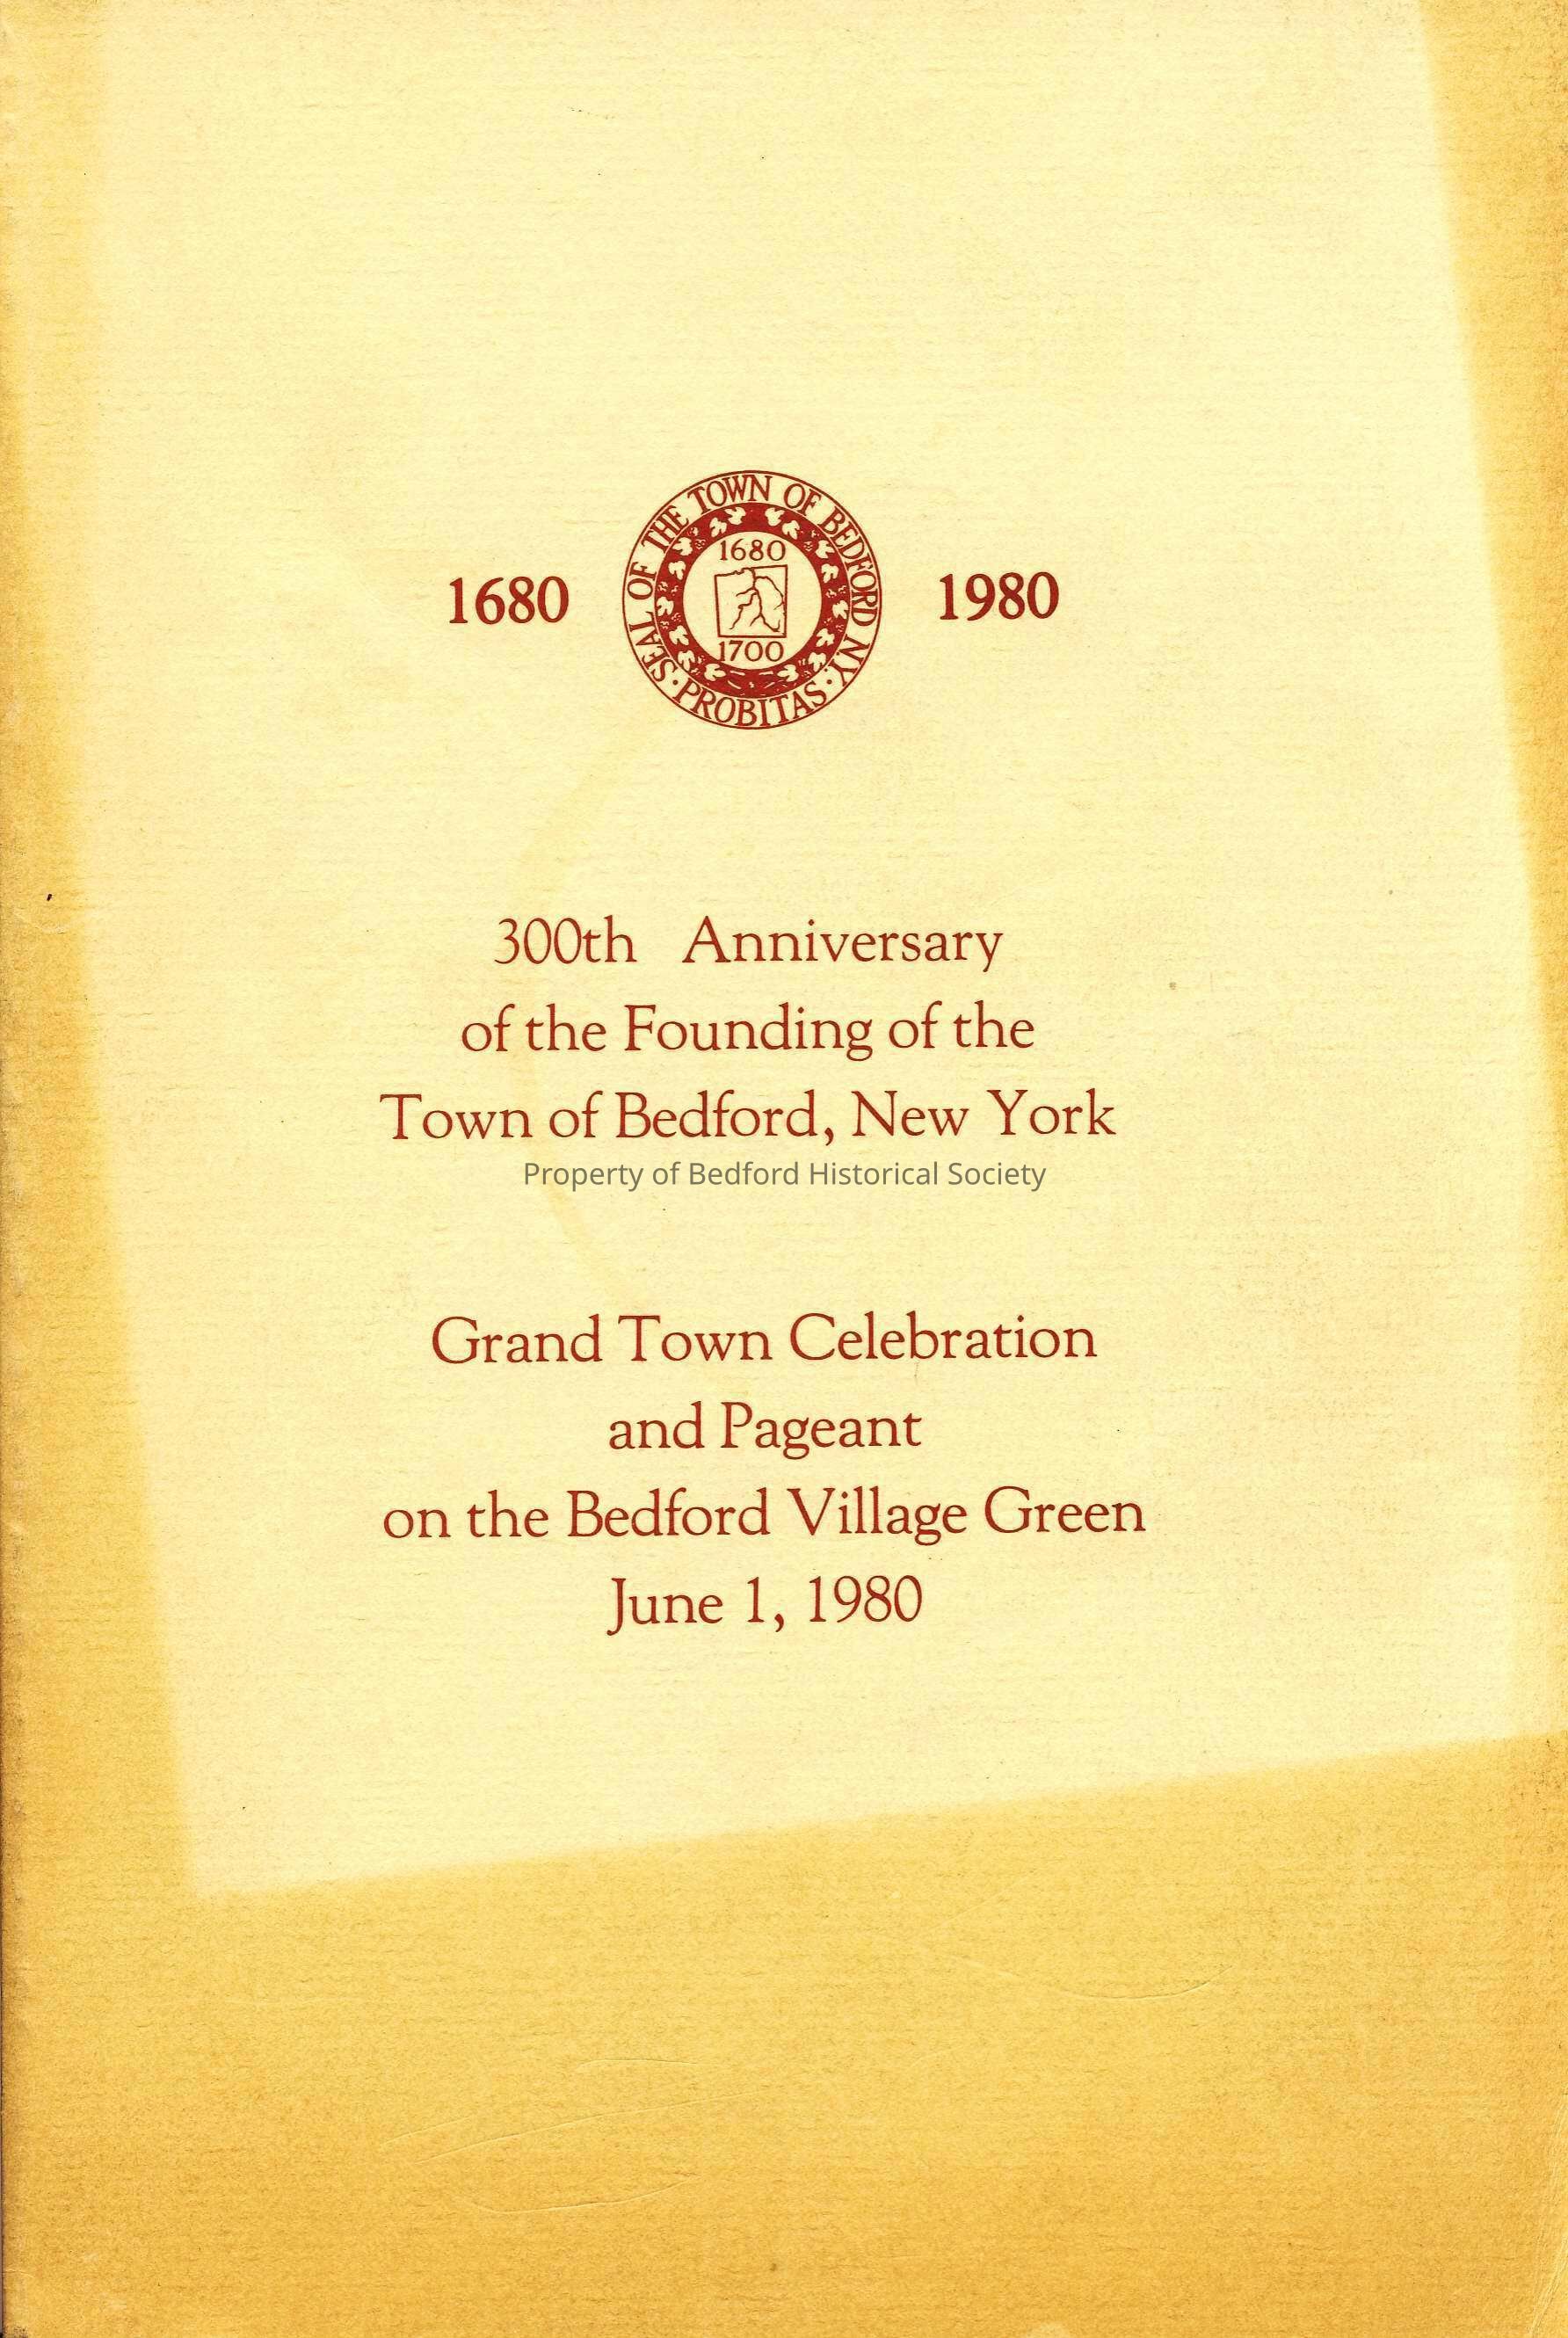 1680
SEAL OF THE TOWN OF BEDFORD NY · PROBITAS ·
1680
1700
1980
300th Anniversary
of the Founding of the
Town of Bedford, New York
Property of Bedford Historical Society
Grand Town Celebration
and Pageant
on the Bedford Village Green
June 1, 1980